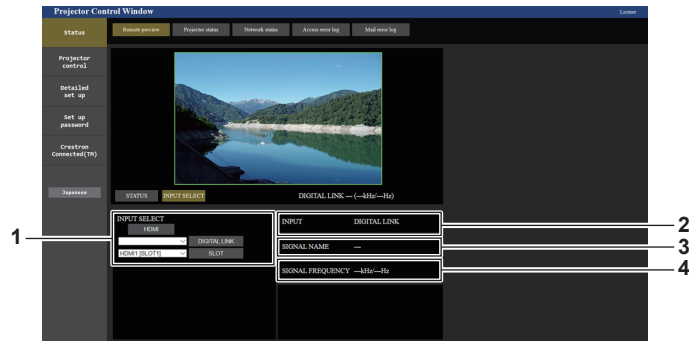 Projector Control Window
License
Status
Remote preview
Projector status
Network status
Access error log
Mail error log
Projector
control
Detailed
set up
Set up
password
Crestron
Connected(TM)
Japanese
STATUS
INPUT SELECT
DIGITAL LINK --- (---kHz/---Hz)
INPUT SELECT
HDMI
DIGITAL LINK
HDMI1 [SLOT1]
SLOT
INPUT DIGITAL LINK
SIGNAL NAME ---
SIGNAL FREQUENCY ---kHz/---Hz
1
2
3
4